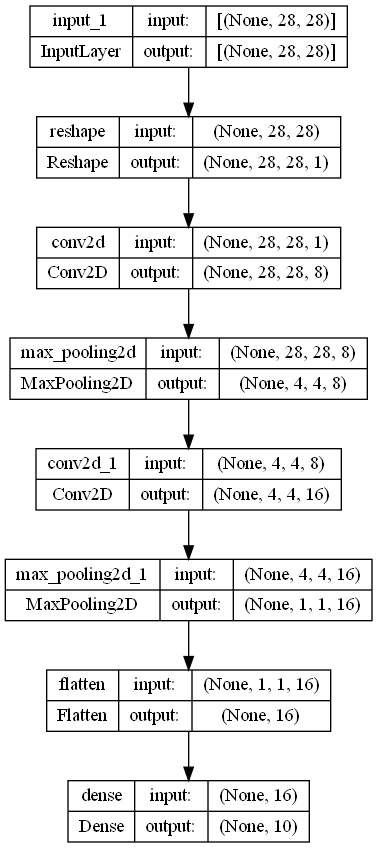 input_1 input: [(None, 28, 28)]
InputLayer output: [(None, 28, 28)]
reshape input: (None, 28, 28)
Reshape output: (None, 28, 28, 1)
conv2d input: (None, 28, 28, 1)
Conv2D output: (None, 28, 28, 8)
max_pooling2d input: (None, 28, 28, 8)
MaxPooling2D output: (None, 4, 4, 8)
conv2d_1 input: (None, 4, 4, 8)
Conv2D output: (None, 4, 4, 16)
max_pooling2d_1 input: (None, 4, 4, 16)
MaxPooling2D output: (None, 1, 1, 16)
flatten input: (None, 1, 1, 16)
Flatten output: (None, 16)
dense input: (None, 16)
Dense output: (None, 10)